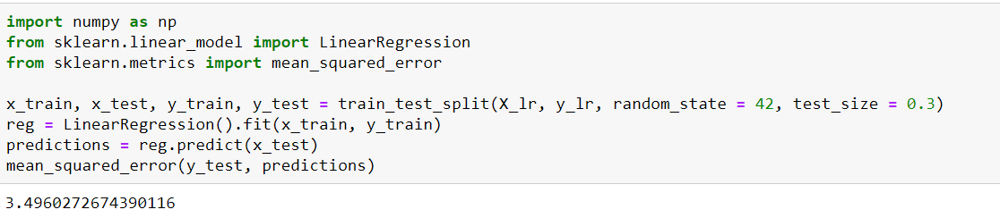 import numpy as np
from sklearn.linear_model import LinearRegression
from sklearn.metrics import mean_squared_error
x_train, x_test, y_train, y_test = train_test_split(X_lr, y_lr, random_state = 42, test_size = 0.3)
reg = LinearRegression().fit(x_train, y_train)
predictions = reg.predict(x_test)
mean_squared_error(y_test, predictions)
3.4960272674390116